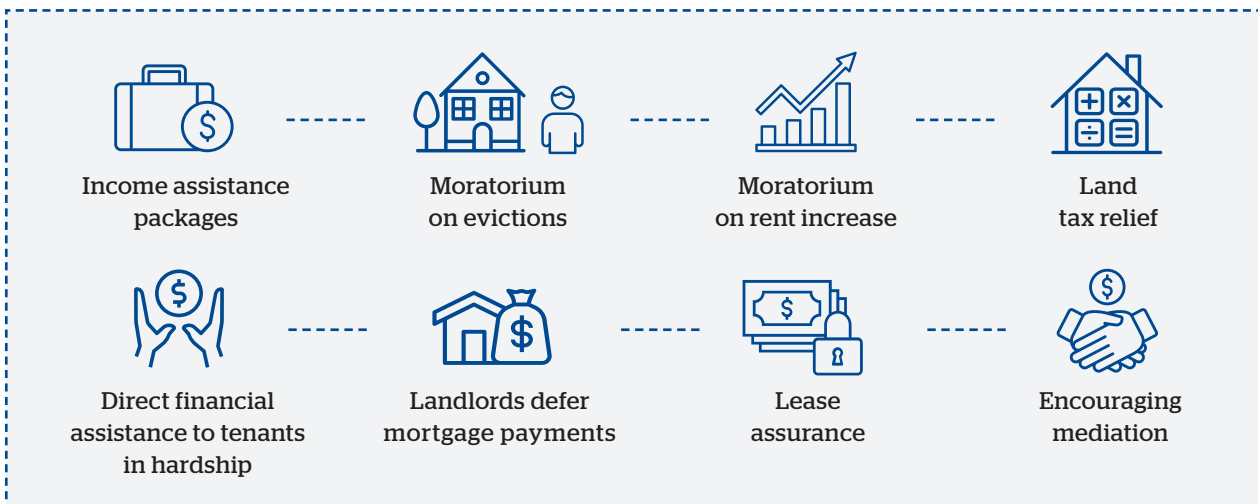 Income assistance
packages
Moratorium
on evictions
Moratorium
on rent increase
Land
tax relief
Direct financial
assistance to tenants
in hardship
Landlords defer
mortgage payments
Lease
assurance
Encouraging
mediation